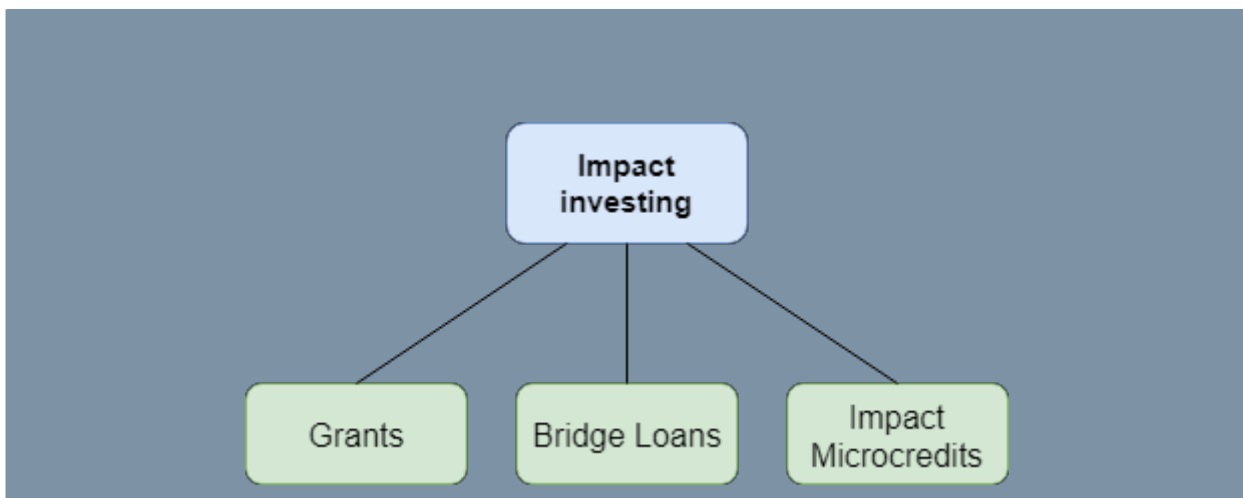 Impact
investing
Grants
Bridge Loans
Impact
Microcredits